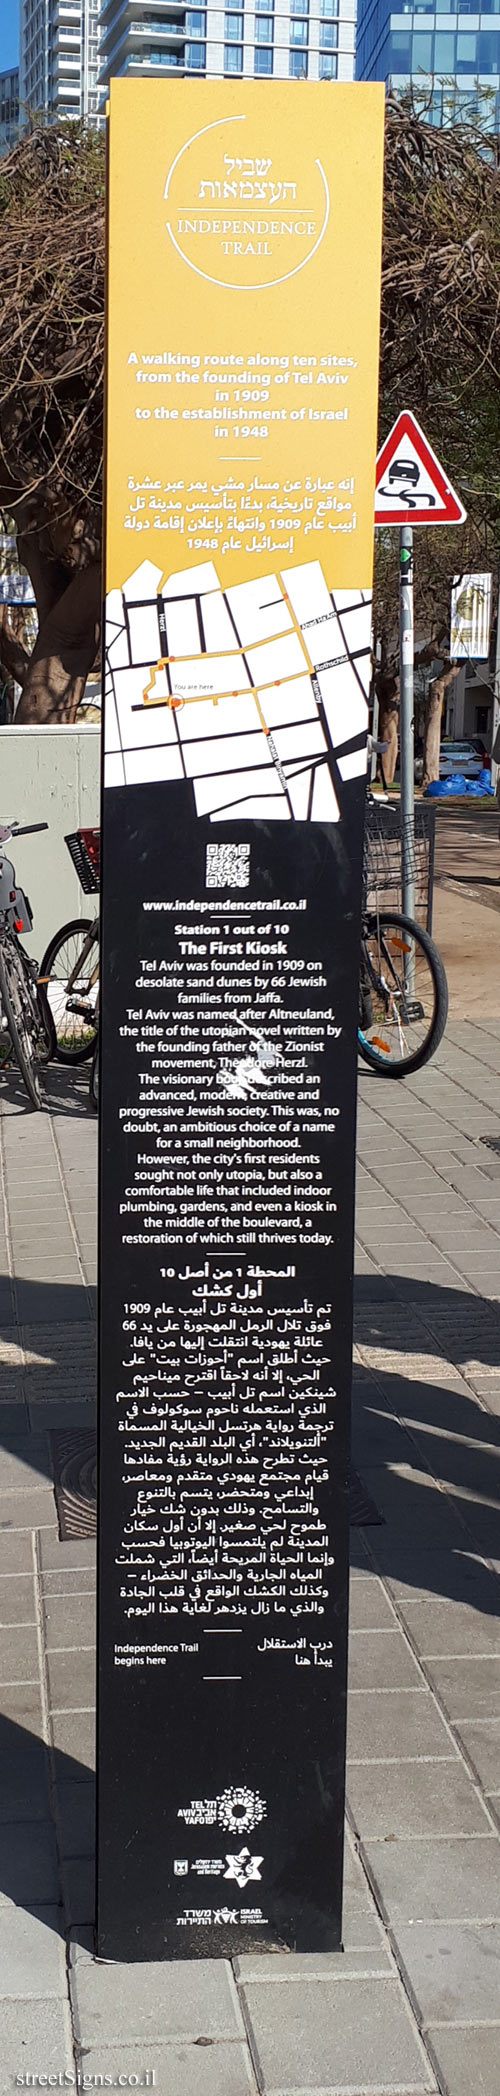 שביל
העצמאות
INDEPENDENCE
TRAIL
A walking route along ten sites,
from the founding of Tel Aviv
in 1909
to the establishment of Israel
in 1948
إنه عبارة عن مسار مشي يمر عبر عشرة
مواقع تاريخية، بدءًا بتأسيس مدينة تل
أبيب عام 1909 وانتهاءً بإعلان إقامة دولة
إسرائيل عام 1948
Herzl
Ahad Ha'Am
Rothschild
Allenby
You are here
Nahalat Binyamin
www.independencetrail.co.il
Station 1 out of 10
The First Kiosk
Tel Aviv was founded in 1909 on
desolate sand dunes by 66 Jewish
families from Jaffa.
Tel Aviv was named after Altneuland,
the title of the utopian novel written by
the founding father of the Zionist
movement, Theodore Herzl.
The visionary book described an
advanced, modern, creative and
progressive Jewish society. This was, no
doubt, an ambitious choice of a name
for a small neighborhood.
However, the city's first residents
sought not only utopia, but also a
comfortable life that included indoor
plumbing, gardens, and even a kiosk in
the middle of the boulevard, a
restoration of which still thrives today.
المحطة 1 من أصل 10
أول كشك
تم تأسيس مدينة تل أبيب عام 1909
فوق تلال الرمل المهجورة على يد 66
عائلة يهودية انتقلت إليها من يافا.
حيث أطلق اسم "أحوزات بيت" على
الحي، إلا أنه لاحقاً اقترح ميناحيم
شينكين اسم تل أبيب – حسب الاسم
الذي استعمله ناحوم سوكولوف في
ترجمة رواية هرتسل الخيالية المسماة
"ألتنويلاند"، أي البلد القديم الجديد.
حيث تطرح هذه الرواية رؤية مفادها
قيام مجتمع يهودي متقدم ومعاصر،
إبداعي ومتحضر، يتسم بالتنوع
والتسامح. وذلك بدون شك خيار
طموح لحي صغير. إلا أن أول سكان
المدينة لم يلتمسوا اليوتوبيا فحسب
وإنما الحياة المريحة أيضاً، التي شملت
المياه الجارية والحدائق الخضراء –
وكذلك الكشك الواقع في قلب الجادة
والذي ما زال يزدهر لغاية هذا اليوم.
Independence Trail
begins here
درب الاستقلال
يبدأ هنا
TEL תל
AVIV אביב
YAFO יפו
משרד ירושלים
ומורשת
Jerusalem
and Heritage
משרד
התיירות
ISRAEL
MINISTRY
OF TOURISM
streetSigns.co.il